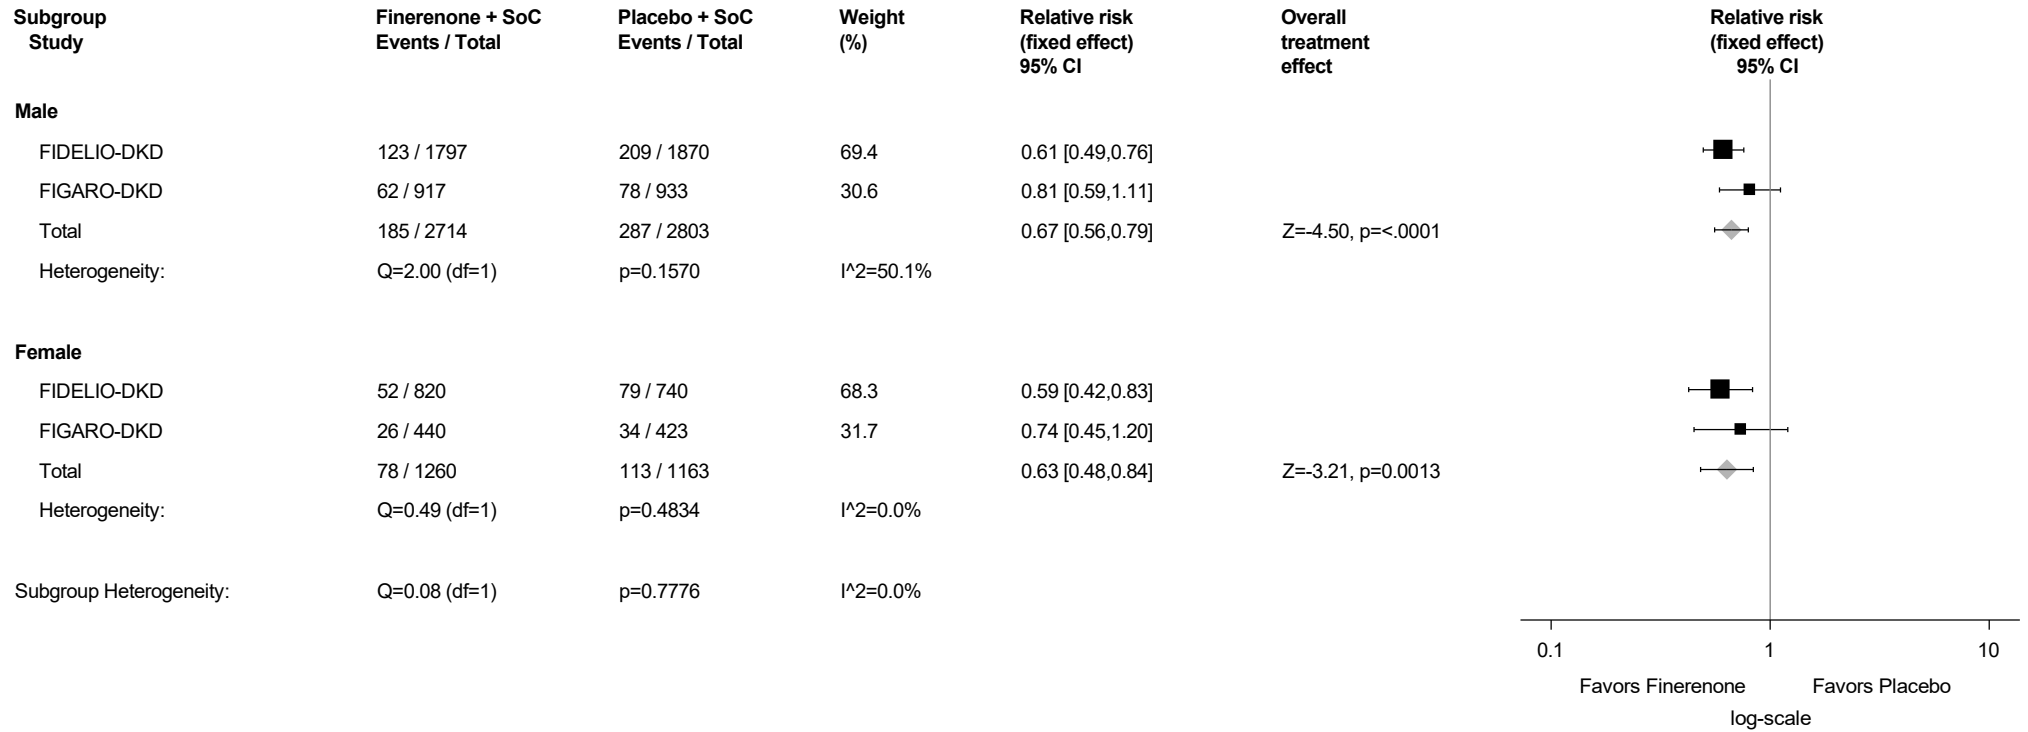 Subgroup Finerenone + SoC Placebo + SoC Weight Relative risk Overall Relative risk
Study Events / Total Events / Total (%) (fixed effect) treatment (fixed effect)
95% CI effect 95% CI
Male
FIDELIO-DKD 123 / 1797 209 / 1870 69.4 0.61 [0.49,0.76]
FIGARO-DKD 62 / 917 78 / 933 30.6 0.81 [0.59,1.11]
Total 185 / 2714 287 / 2803 0.67 [0.56,0.79] Z=-4.50, p=<.0001
Heterogeneity: Q=2.00 (df=1) p=0.1570 I^2=50.1%
Female
FIDELIO-DKD 52 / 820 79 / 740 68.3 0.59 [0.42,0.83]
FIGARO-DKD 26 / 440 34 / 423 31.7 0.74 [0.45,1.20]
Total 78 / 1260 113 / 1163 0.63 [0.48,0.84] Z=-3.21, p=0.0013
Heterogeneity: Q=0.49 (df=1) p=0.4834 I^2=0.0%
Subgroup Heterogeneity: Q=0.08 (df=1) p=0.7776 I^2=0.0%
0.1 1 10
Favors Finerenone Favors Placebo
log-scale